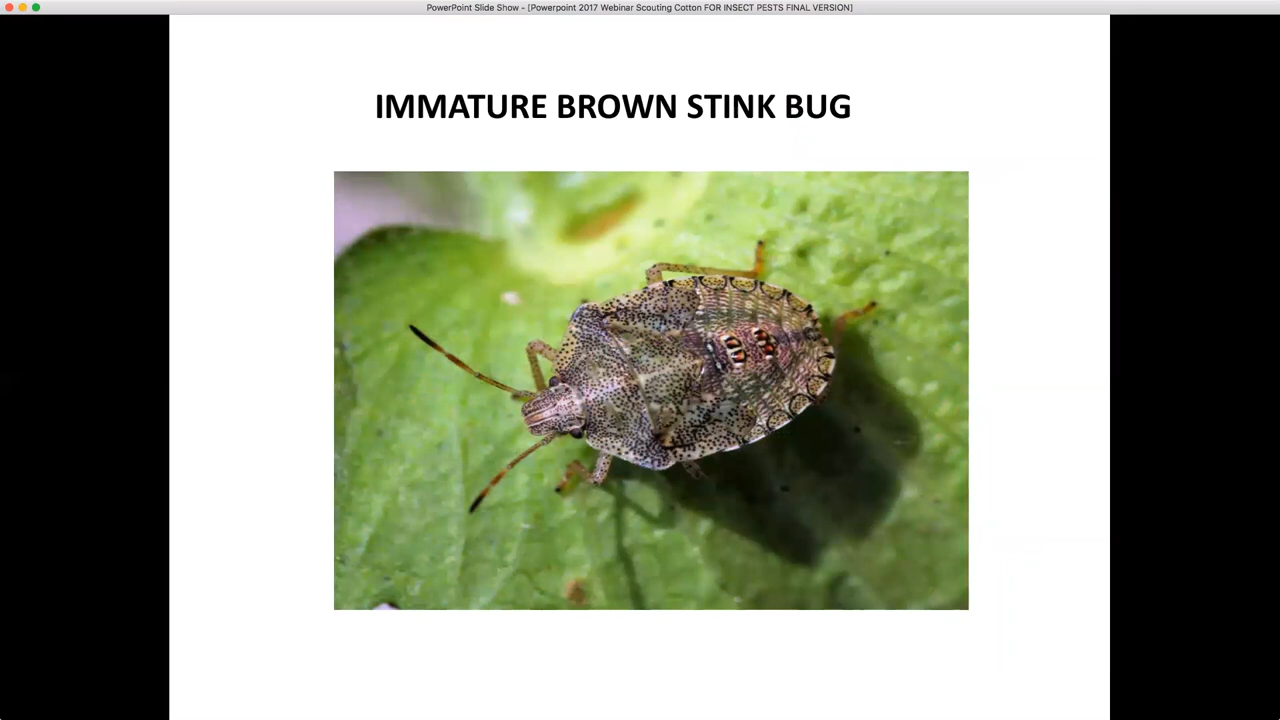 PowerPoint Slide Show - [Powerpoint 2017 Webinar Scouting Cotton FOR INSECT PESTS FINAL VERSION]
IMMATURE BROWN STINK BUG